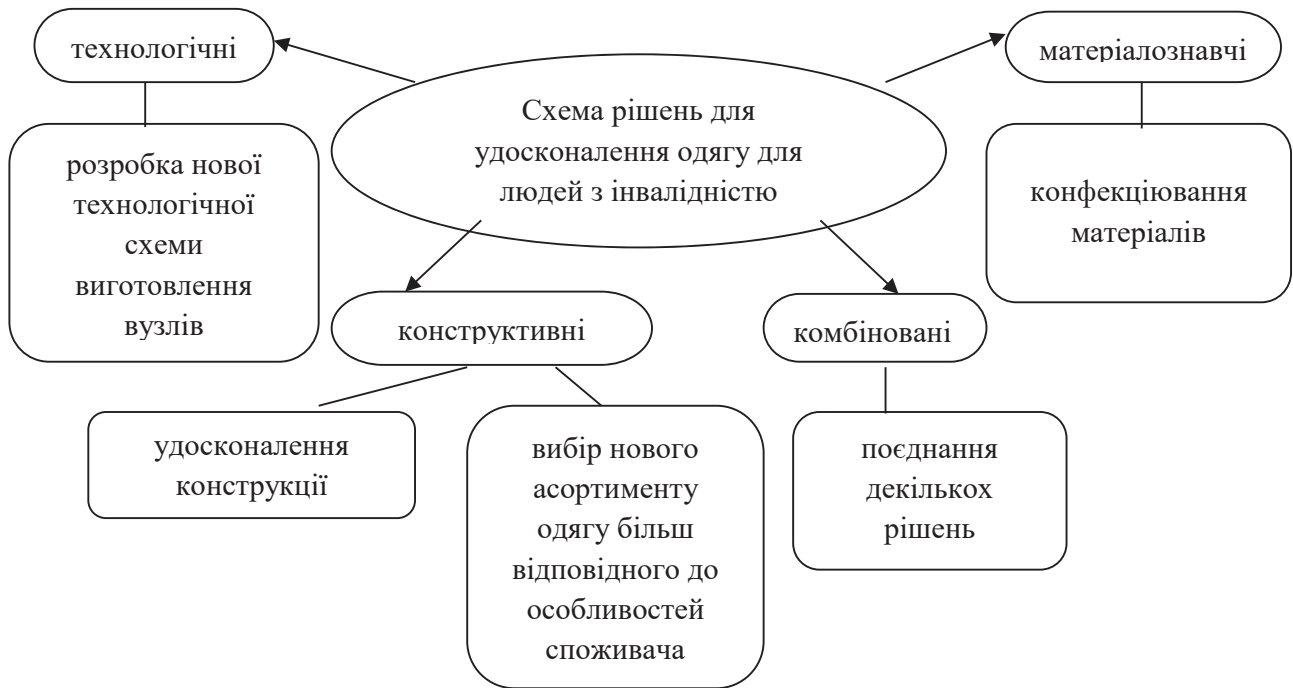 технологічні
матеріалознавчі
Схема рішень для
удосконалення одягу для
людей з інвалідністю
розробка нової
технологічної
схеми
виготовлення
вузлів
конфекціювання
матеріалів
конструктивні
комбіновані
удосконалення
конструкції
вибір нового
асортименту
одягу більш
відповідного до
особливостей
споживача
поєднання
декількох
рішень